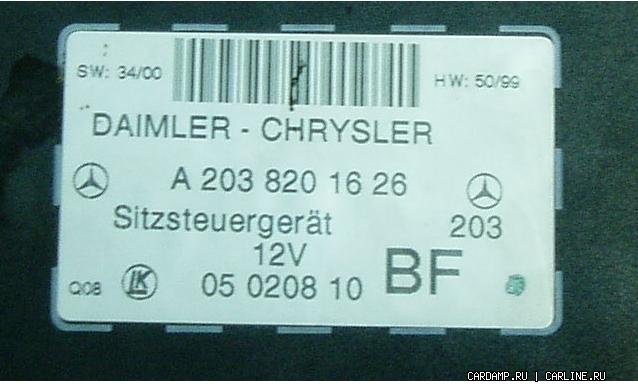 SW: 34/00
HW: 50/99
DAIMLER - CHRYSLER
A 203 820 16 26
Sitzsteuergerät 203
12V
BF
Q08 LK 05 0208 10
CARDAMP.RU | CARLINE.RU